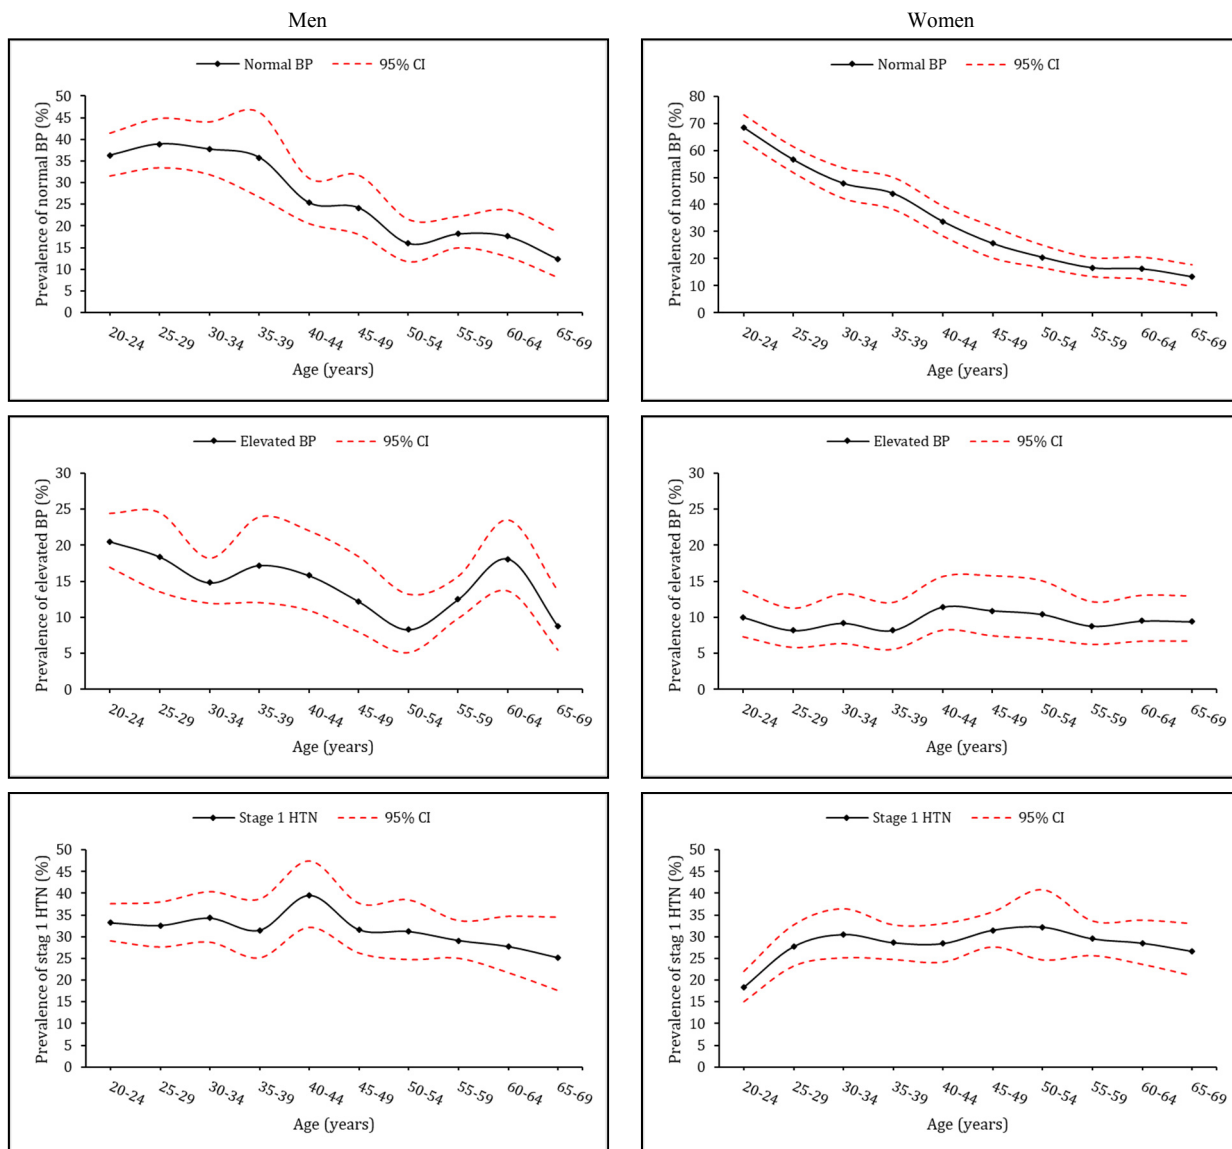 Men
Women
Normal BP 95% CI
Prevalence of normal BP (%)
50
45
40
35
30
25
20
15
10
5
0
20-24 25-29 30-34 35-39 40-44 45-49 50-54 55-59 60-64 65-69
Age (years)
Normal BP 95% CI
Prevalence of normal BP (%)
80
70
60
50
40
30
20
10
0
20-24 25-29 30-34 35-39 40-44 45-49 50-54 55-59 60-64 65-69
Age (years)
Elevated BP 95% CI
Prevalence of elevated BP (%)
30
25
20
15
10
5
0
20-24 25-29 30-34 35-39 40-44 45-49 50-54 55-59 60-64 65-69
Age (years)
Elevated BP 95% CI
Prevalence of elevated BP (%)
30
25
20
15
10
5
0
20-24 25-29 30-34 35-39 40-44 45-49 50-54 55-59 60-64 65-69
Age (years)
Stage 1 HTN 95% CI
Prevalence of stag 1 HTN (%)
50
45
40
35
30
25
20
15
10
5
0
20-24 25-29 30-34 35-39 40-44 45-49 50-54 55-59 60-64 65-69
Age (years)
Stage 1 HTN 95% CI
Prevalence of stag 1 HTN (%)
50
45
40
35
30
25
20
15
10
5
0
20-24 25-29 30-34 35-39 40-44 45-49 50-54 55-59 60-64 65-69
Age (years)